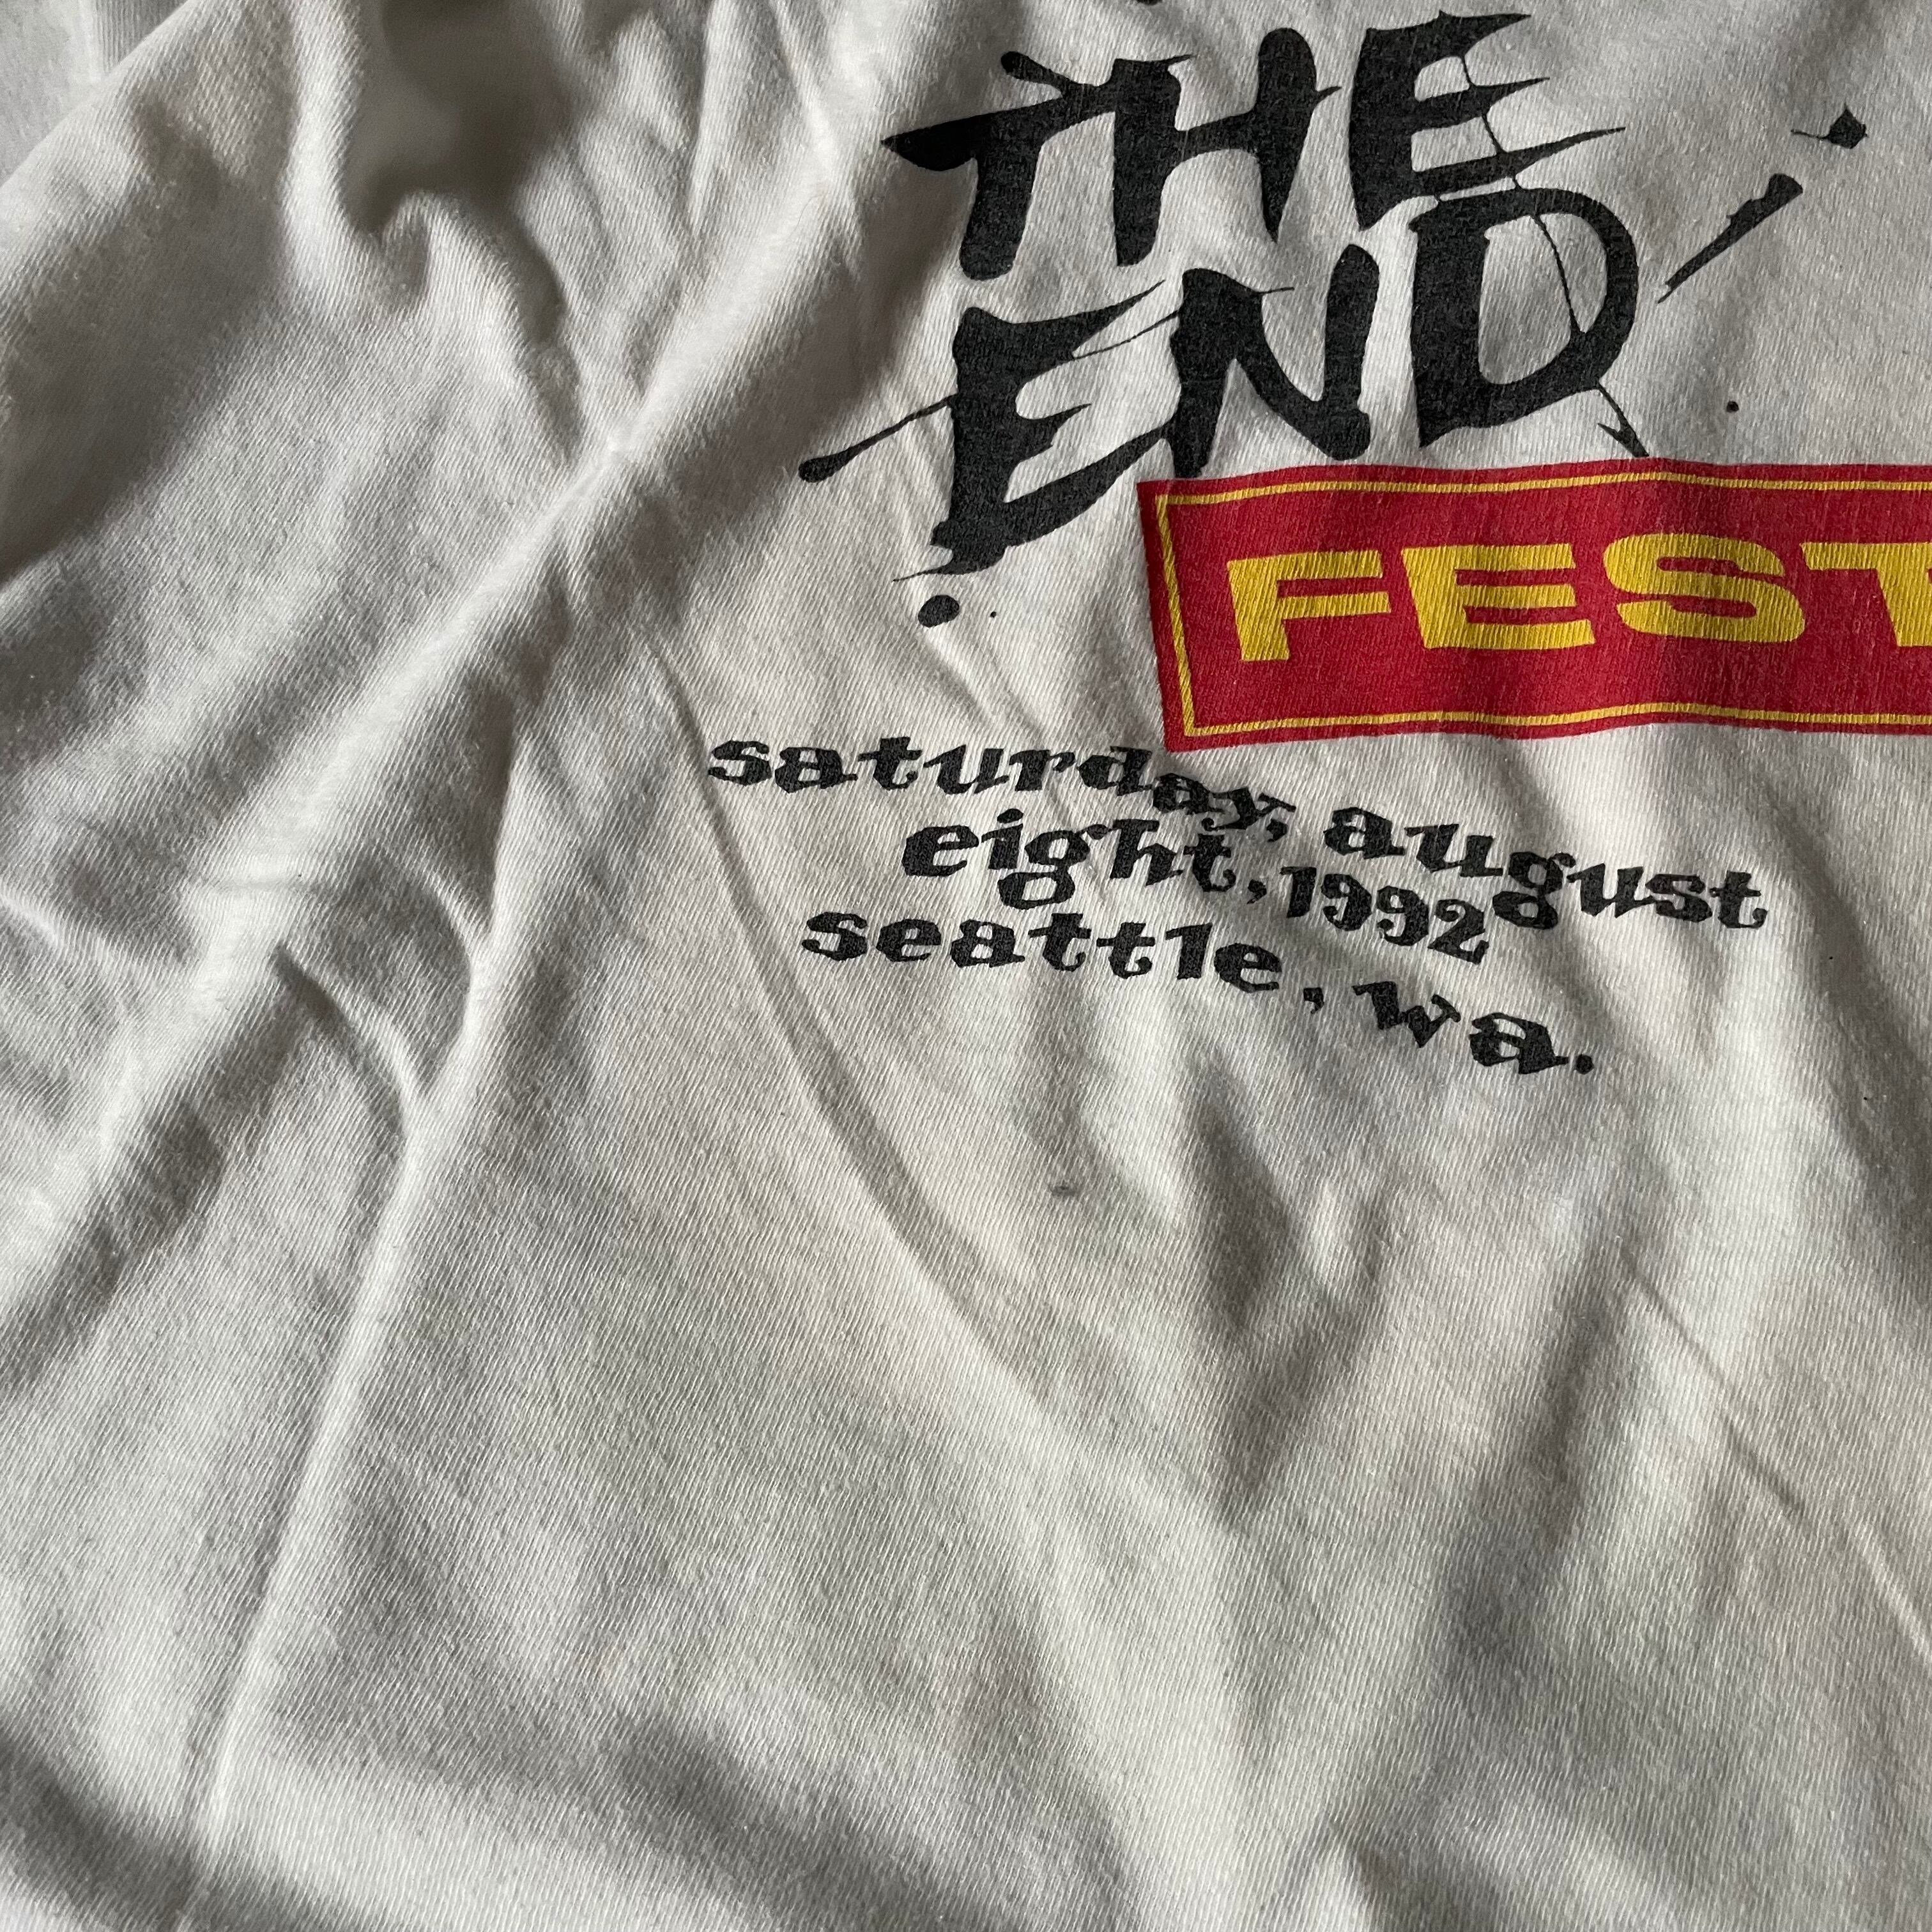 THE
END
FEST
saturday, august
eight, 1992
seattle, wa.